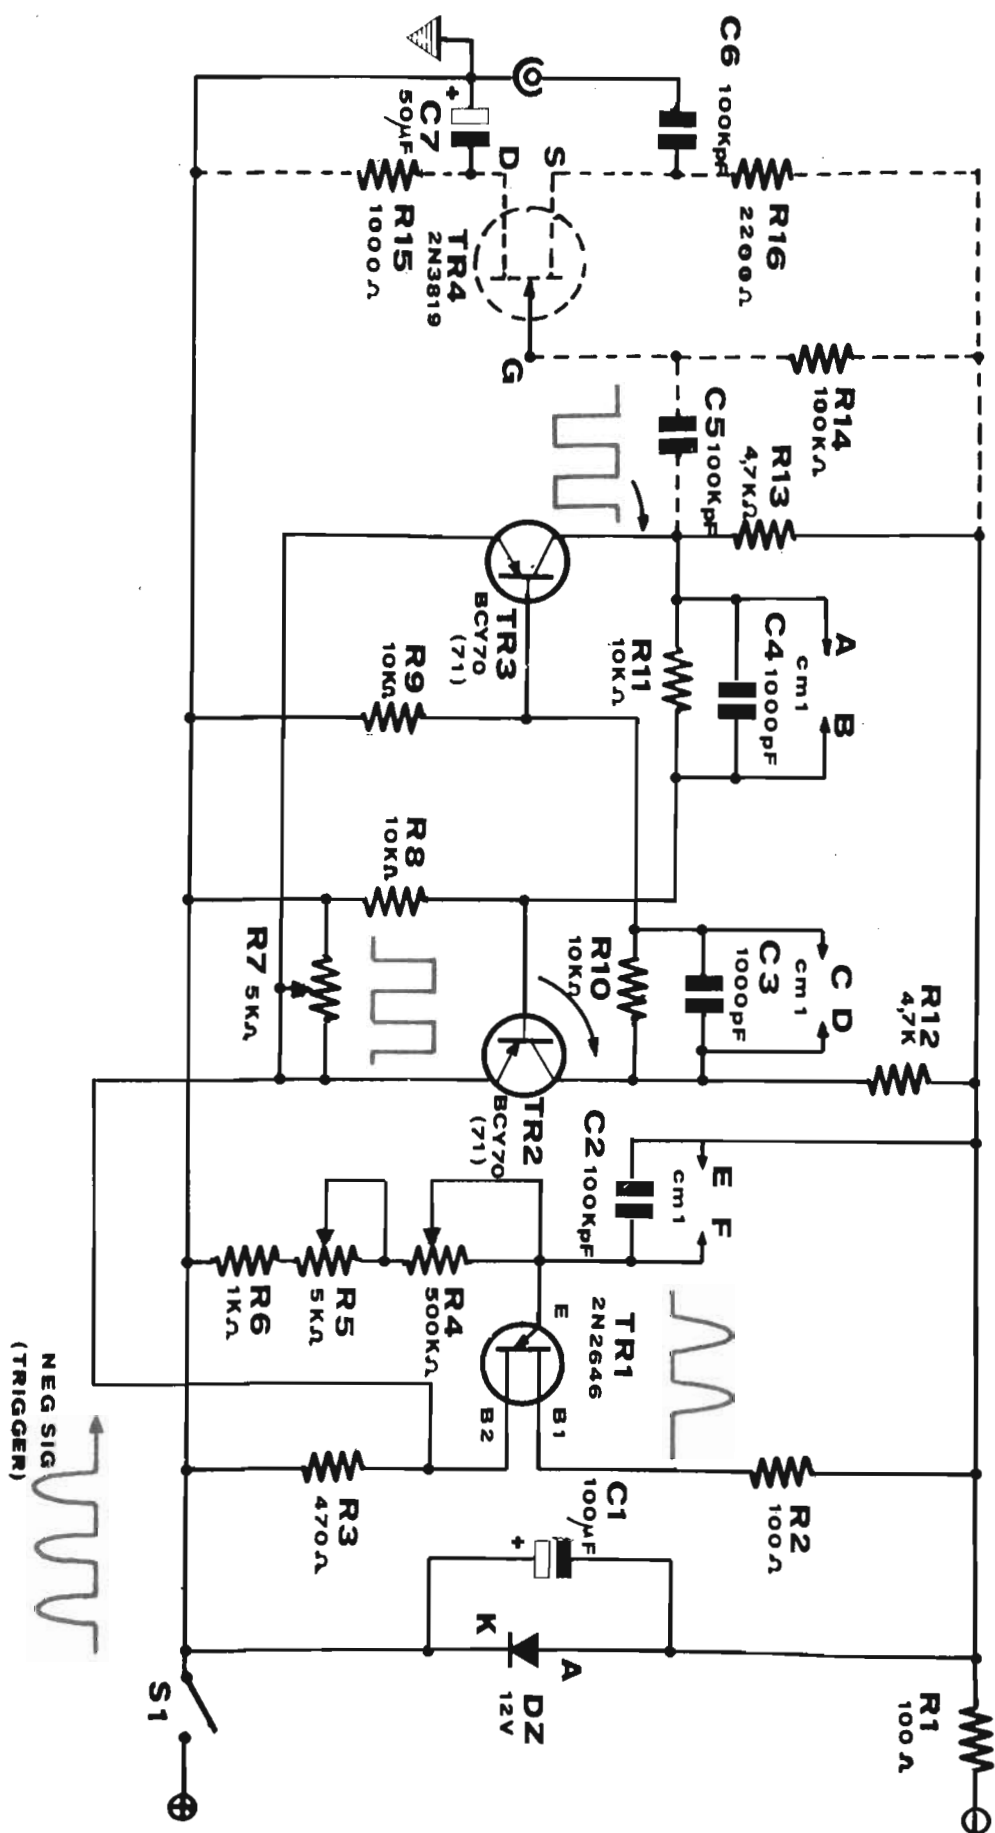 C6 100KpF
R16
2200Ω
+
C7
50µF
D
S
R15
1000Ω
TR4
2N3819
G
R14
100KΩ
C5 100KpF
R13
4,7KΩ
TR3
BCY70
(71)
R9
10KΩ
R11
10KΩ
A
B
cm1
C4 1000pF
R8
10KΩ
R7 5KΩ
R10
10KΩ
C
D
cm1
C3
1000pF
R12
4,7K
TR2
BCY70
(71)
C2 100KpF
E
F
cm1
R4
500KΩ
R5
5KΩ
R6
1KΩ
E
TR1
2N2646
B1
B2
R3
470Ω
R2
100Ω
C1
100µF
+
K
A
DZ
12V
NEG SIG
(TRIGGER)
S1
R1
100Ω